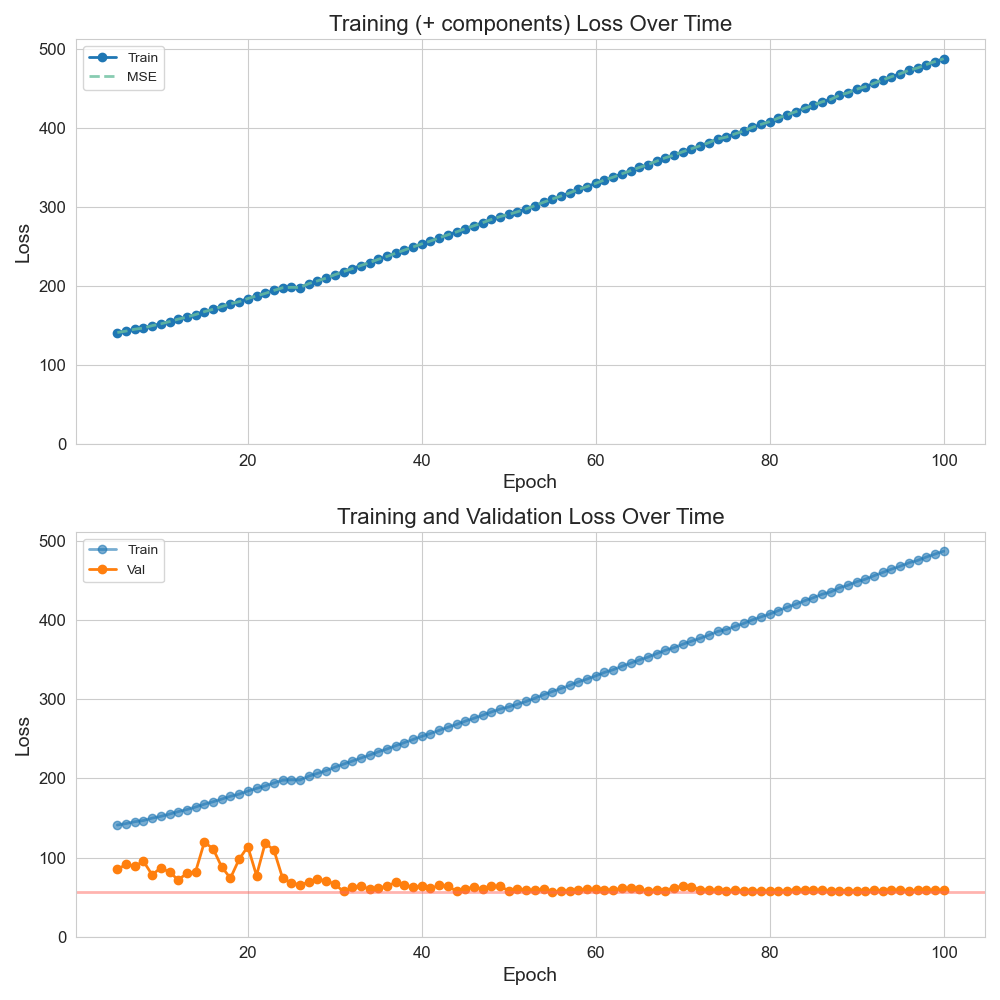 Training (+ components) Loss Over Time
Train
MSE
Loss
500
400
300
200
100
0
20 40 60 80 100
Epoch
Training and Validation Loss Over Time
Train
Val
Loss
500
400
300
200
100
0
20 40 60 80 100
Epoch